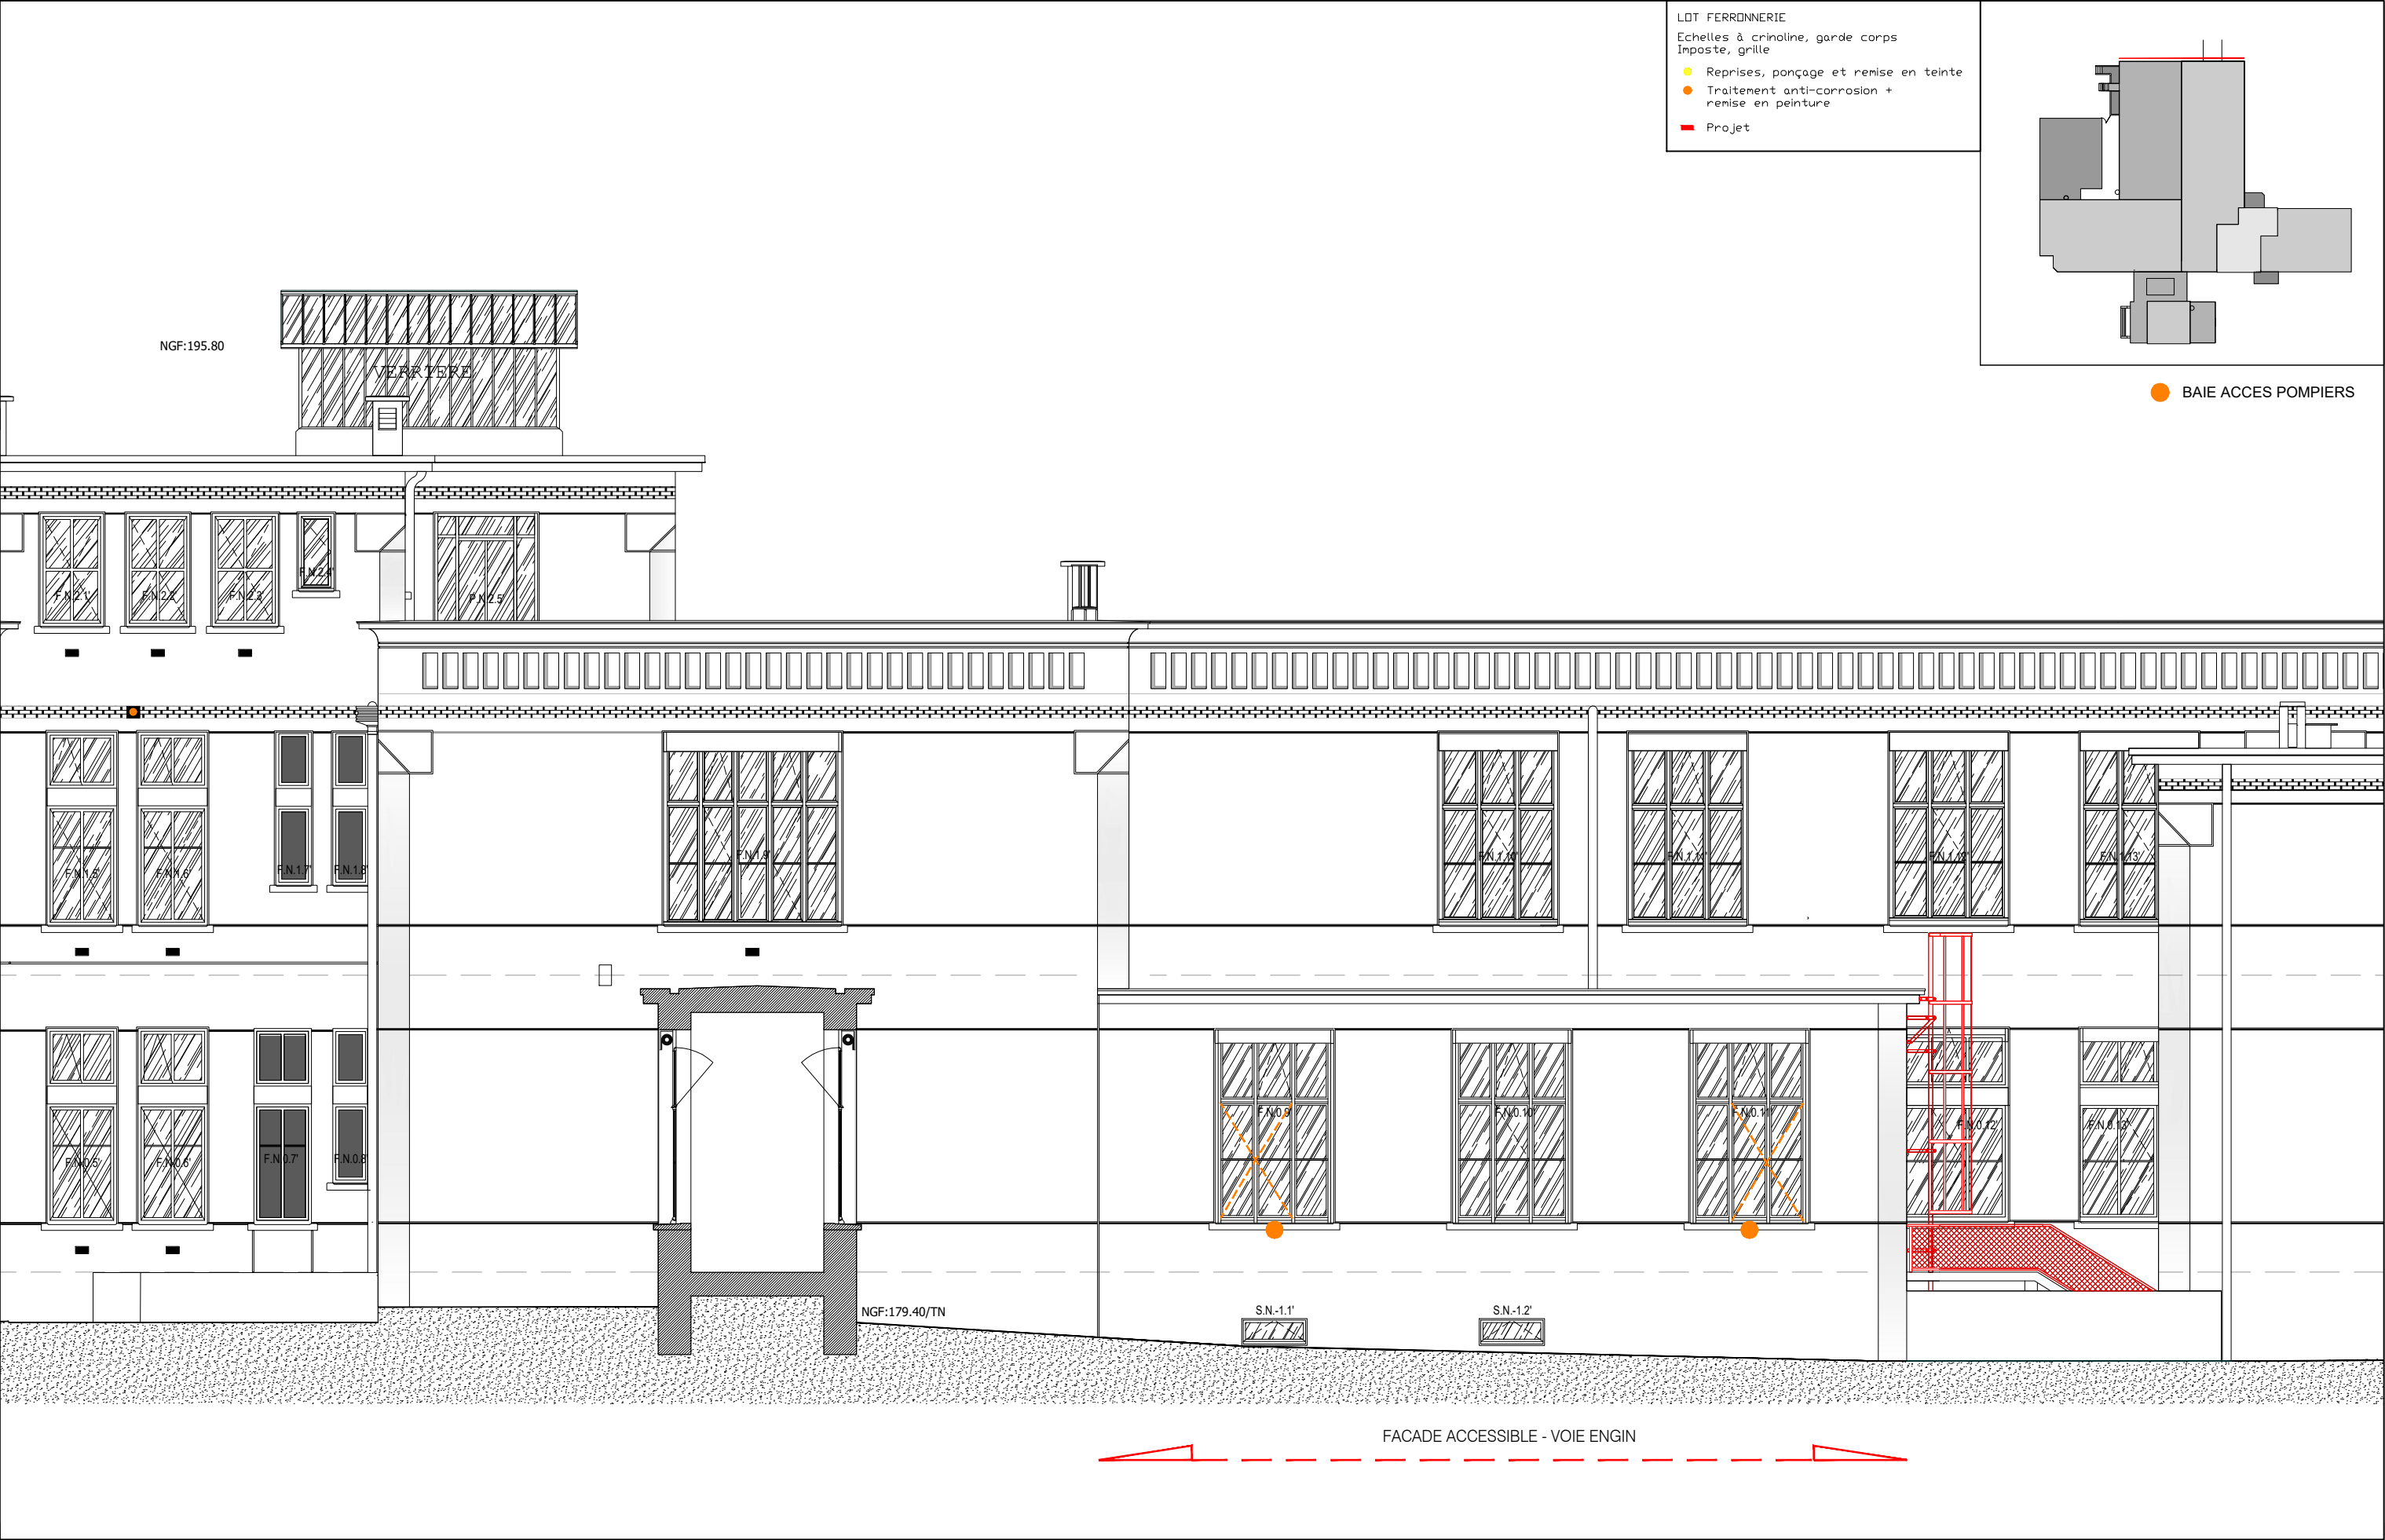 LOT FERRONNERIE
Echelles à crinoline, garde corps
Imposte, grille
Reprises, ponçage et remise en teinte
Traitement anti-corrosion +
remise en peinture
Projet
BAIE ACCES POMPIERS
NGF:195.80
VERRIERE
F.N.2.1'
F.N.2.2'
F.N.2.3'
F.N.2.4'
P.N.2.5'
F.N.1.5'
F.N.1.6'
F.N.1.7'
F.N.1.8'
F.N.1.9'
F.N.1.10'
F.N.1.11'
F.N.1.12'
F.N.1.13'
F.N.0.5'
F.N.0.6'
F.N.0.7'
F.N.0.8'
F.N.0.9'
F.N.0.10'
F.N.0.11'
F.N.0.12'
F.N.0.13'
NGF:179.40/TN
S.N.-1.1'
S.N.-1.2'
FACADE ACCESSIBLE - VOIE ENGIN